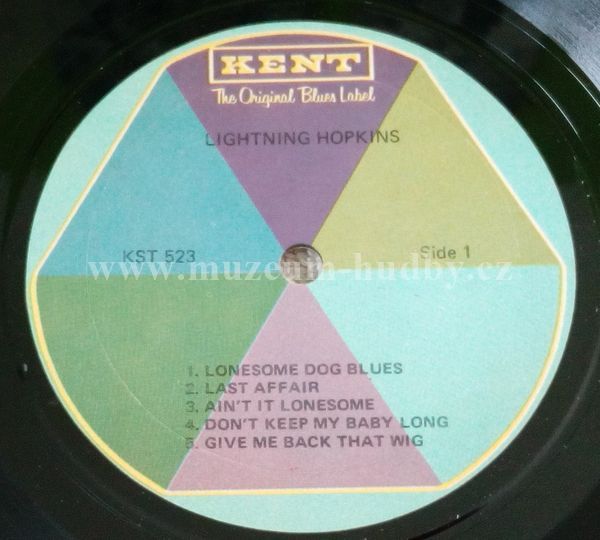 KENT
The Original Blues Label
LIGHTNING HOPKINS
KST 523
Side 1
www.muzeum-hudby.cz
1. LONESOME DOG BLUES
2. LAST AFFAIR
3. AIN'T IT LONESOME
4. DON'T KEEP MY BABY LONG
5. GIVE ME BACK THAT WIG